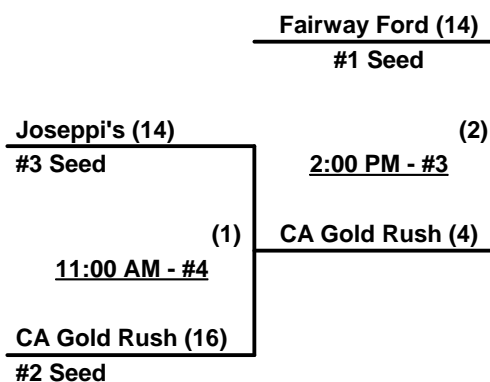 Fairway Ford (14)
#1 Seed
Joseppi's (14)
(2)
#3 Seed
2:00 PM - #3
(1)
CA Gold Rush (4)
11:00 AM - #4
CA Gold Rush (16)
#2 Seed